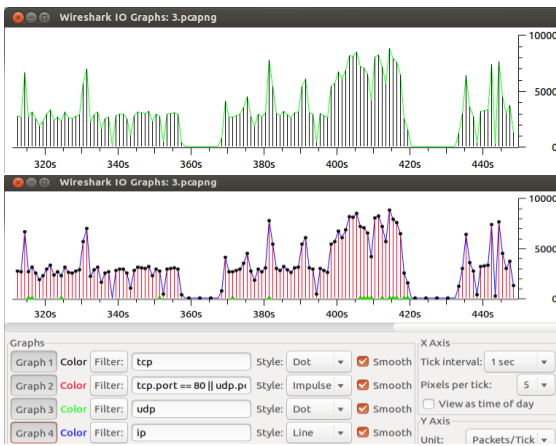 Wireshark IO Graphs: 3.pcapng
10000
5000
0
320s 340s 360s 380s 400s 420s 440s
Wireshark IO Graphs: 3.pcapng
10000
5000
0
320s 340s 360s 380s 400s 420s 440s
Graphs
Graph 1 Color Filter: tcp Style: Dot Smooth
Graph 2 Color Filter: tcp.port == 80 || udp.po Style: Impulse Smooth
Graph 3 Color Filter: udp Style: Dot Smooth
Graph 4 Color Filter: ip Style: Line Smooth
X Axis
Tick interval: 1 sec
Pixels per tick: 5
View as time of day
Y Axis
Unit: Packets/Tick